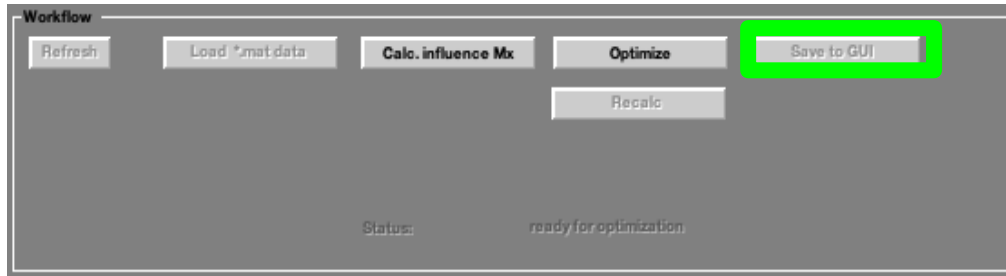 Workflow
Refresh Load *.mat data Calc. influence Mx Optimize Save to GUI
Recalc
Status: ready for optimization